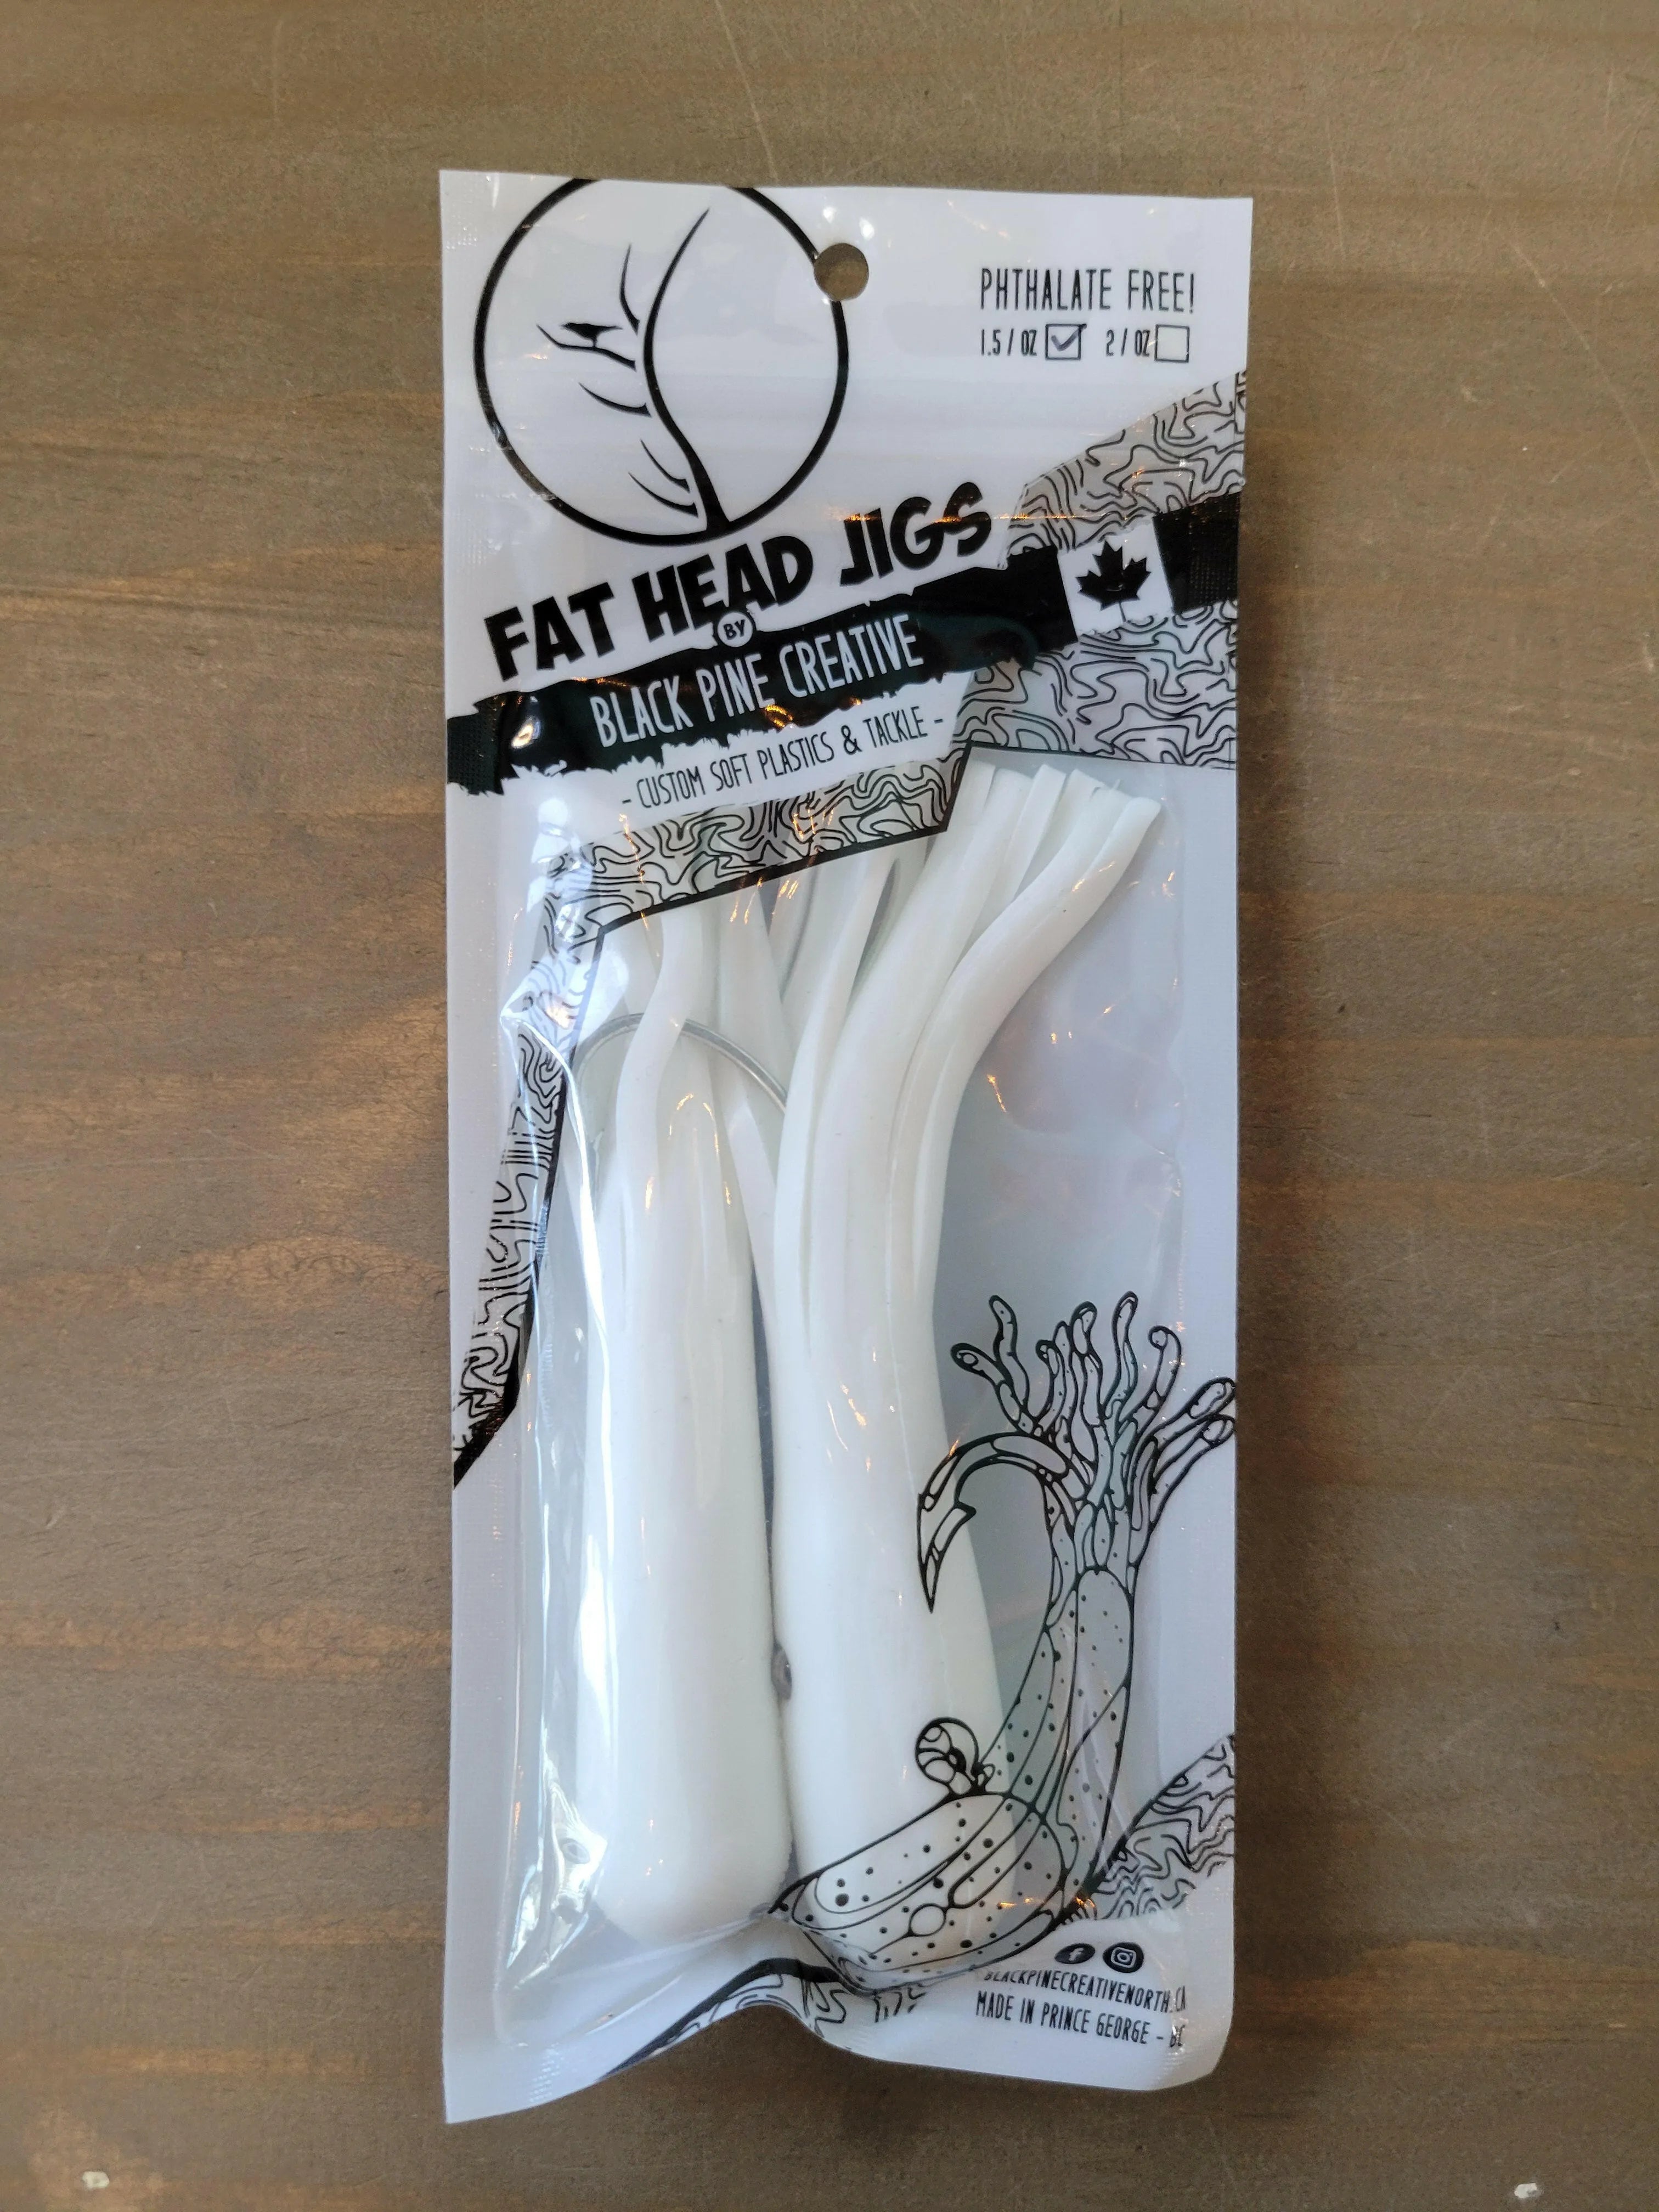 PHTHALATE FREE!
1.5 / OZ 2 / OZ
FAT HEAD JIGS
BY
BLACK PINE CREATIVE
- CUSTOM SOFT PLASTICS & TACKLE -
BLACKPINECREATIVENORTH.CA
MADE IN PRINCE GEORGE - BC